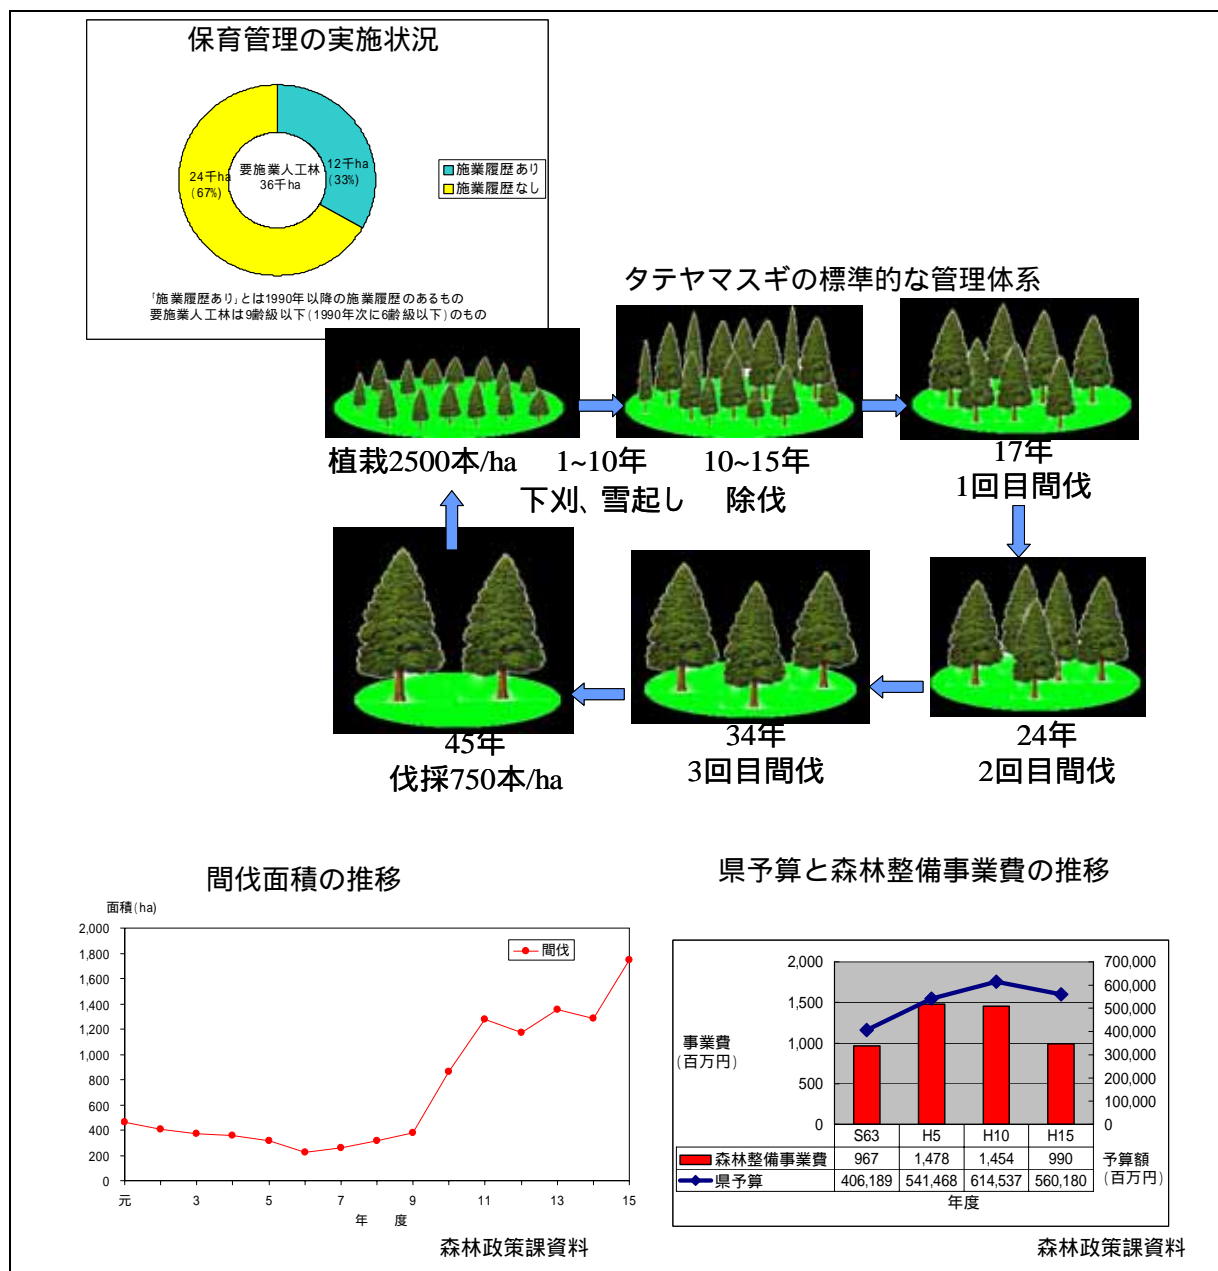 保育管理の実施状況
要施業人工林
36千ha
12千ha
(33%)
24千ha
(67%)
施業履歴あり
施業履歴なし
「施業履歴あり」とは1990年以降の施業履歴のあるもの
要施業人工林は9齢級以下(1990年次に6齢級以下)のもの
タテヤマスギの標準的な管理体系
植栽2500本/ha
1~10年
下刈、雪起し
10~15年
除伐
17年
1回目間伐
24年
2回目間伐
34年
3回目間伐
45年
伐採750本/ha
間伐面積の推移
面積(ha)
2,000
1,800
1,600
1,400
1,200
1,000
800
600
400
200
0
間伐
元 3 5 7 9 11 13 15
年 度
森林政策課資料
県予算と森林整備事業費の推移
事業費
(百万円)
2,000
1,500
1,000
500
0
700,000
600,000
500,000
400,000
300,000
200,000
100,000
0
S63 H5 H10 H15
森林整備事業費 967 1,478 1,454 990
県予算 406,189 541,468 614,537 560,180
予算額
(百万円)
年度
森林政策課資料